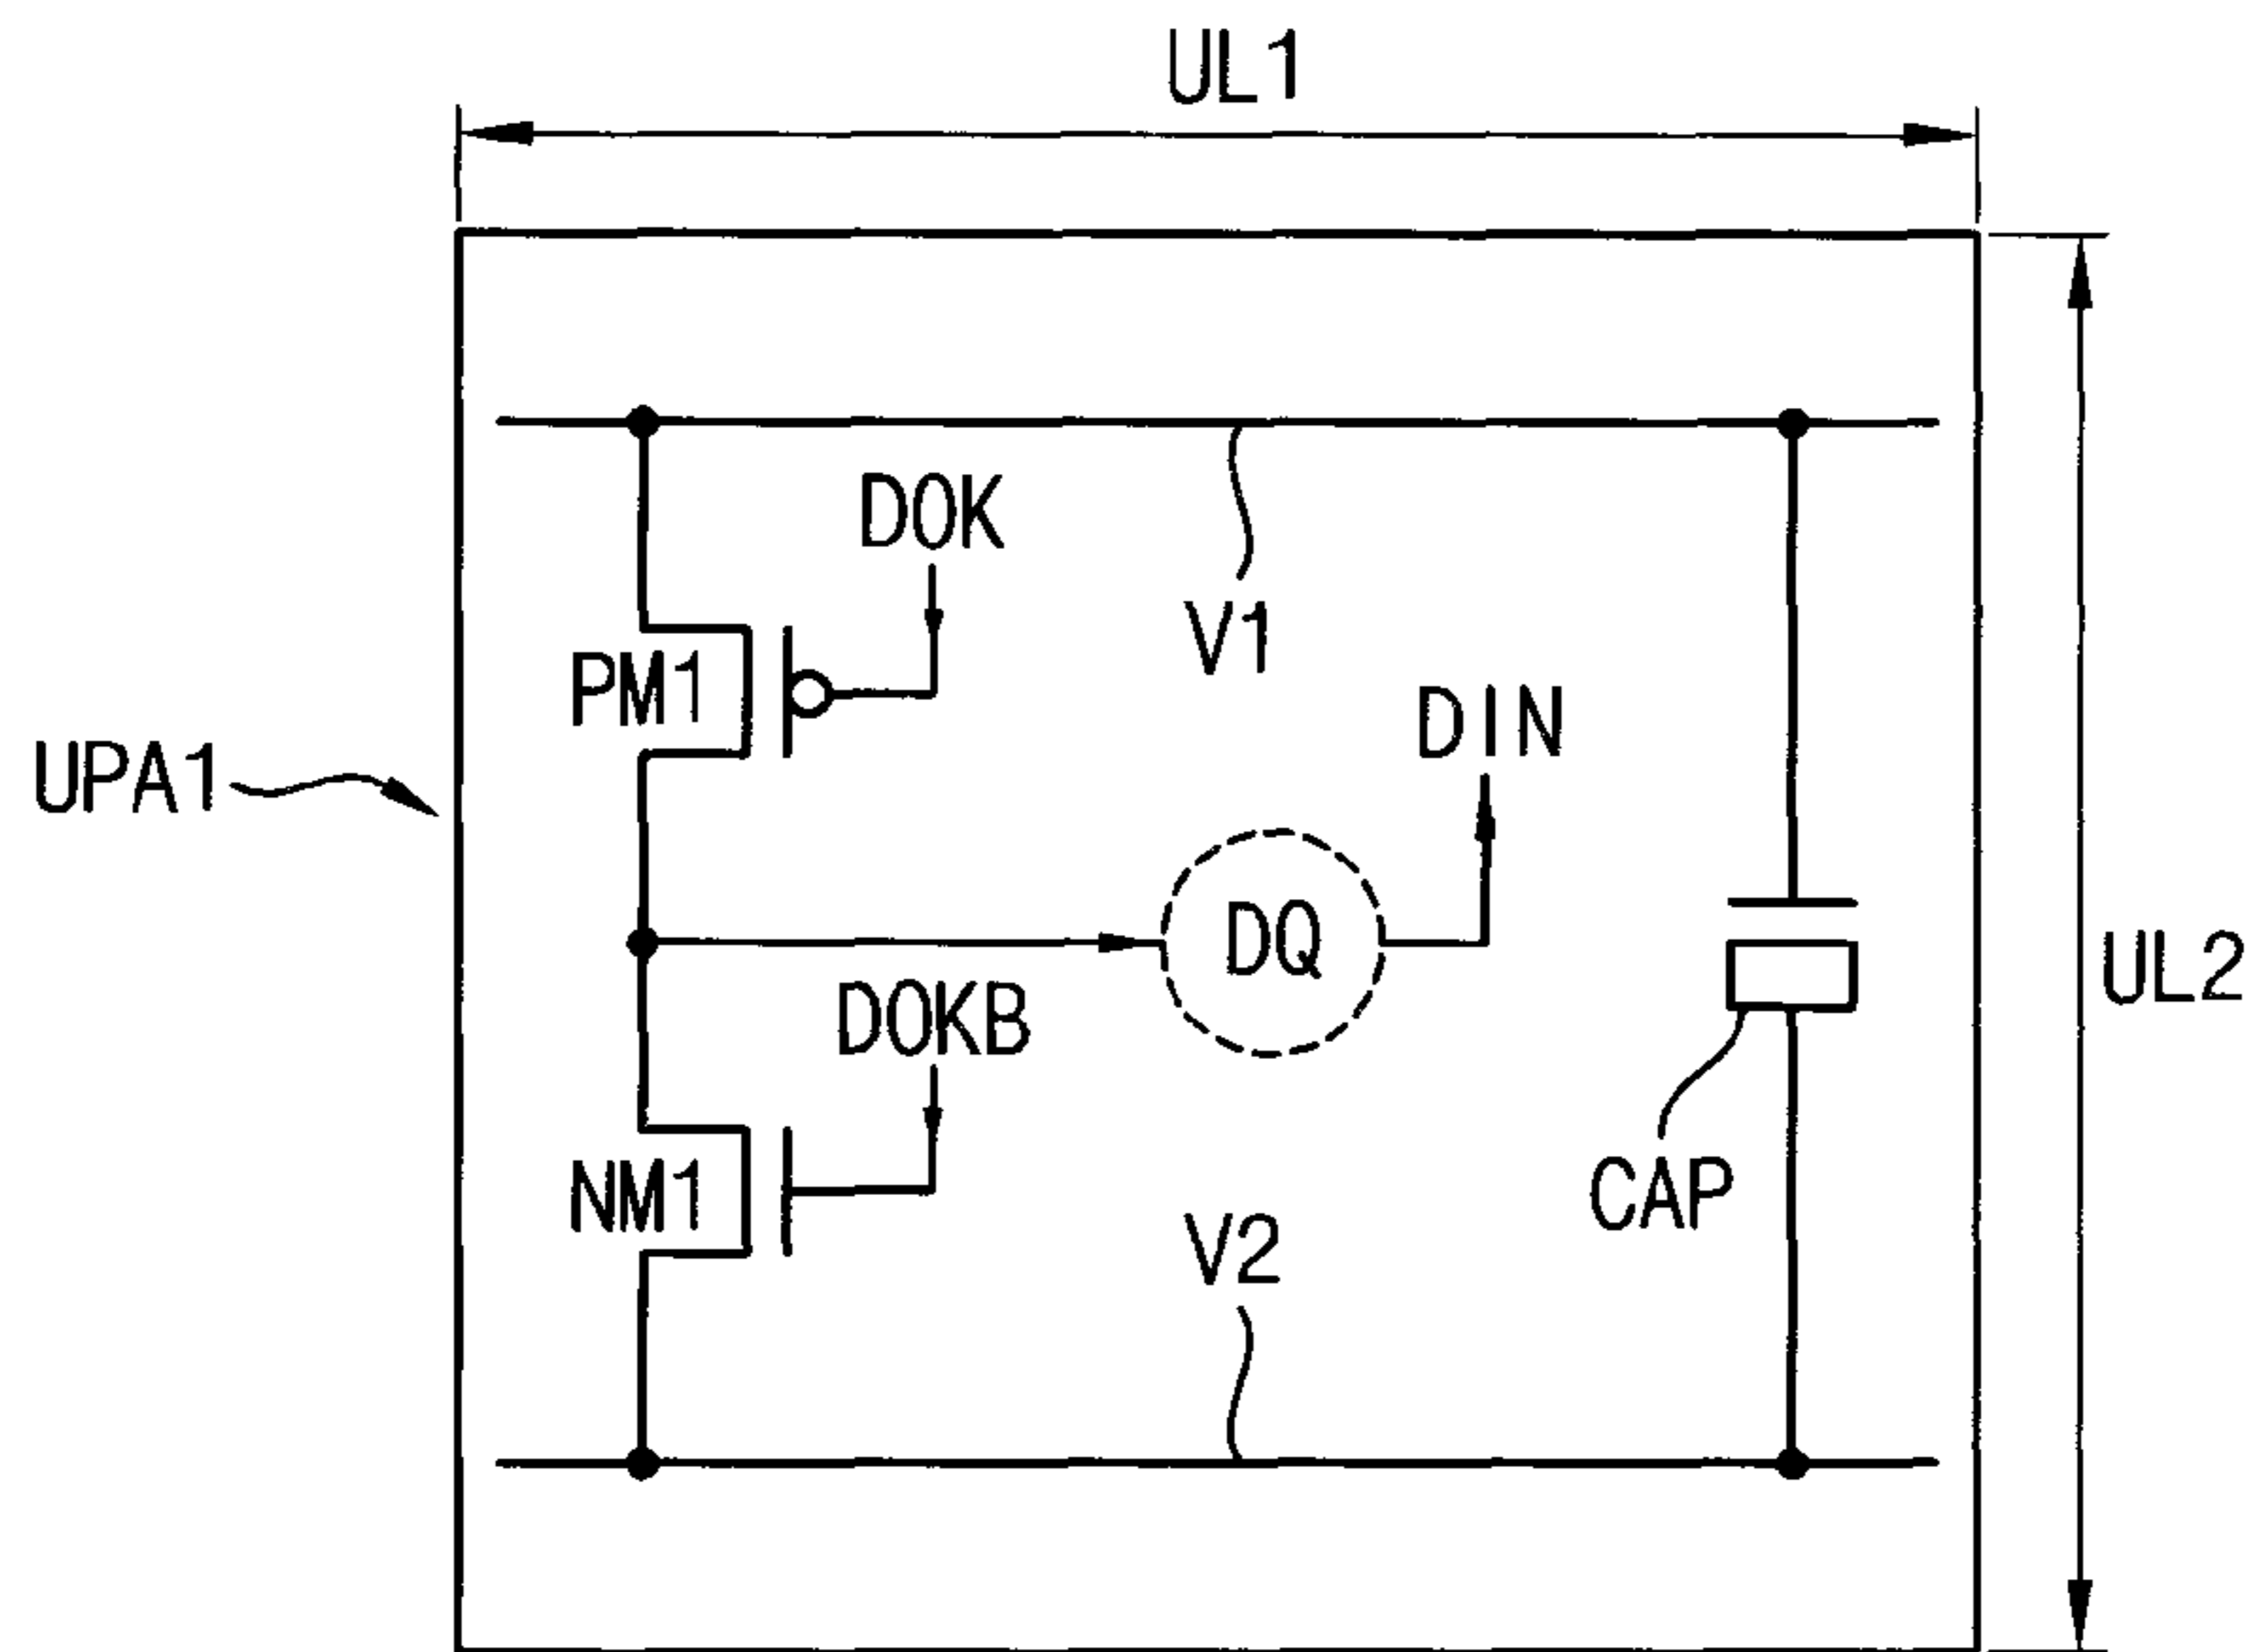 UL1
DOK
V1
PM1
DIN
UPA1
DQ
UL2
DOKB
CAP
NM1
V2